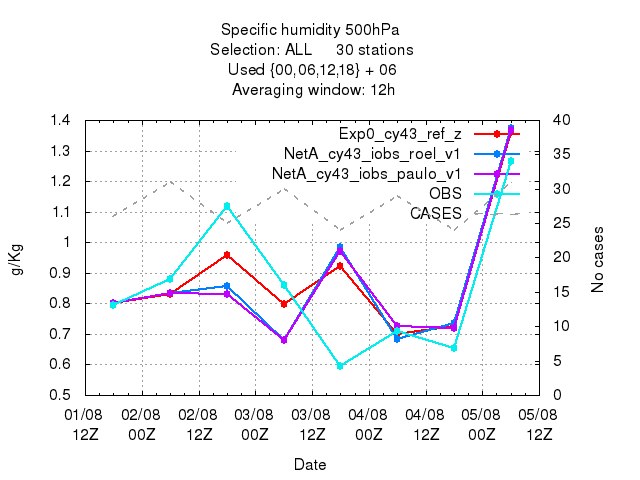 Specific humidity 500hPa
Selection: ALL 30 stations
Used {00,06,12,18} + 06
Averaging window: 12h
1.4
1.3
1.2
1.1
1
0.9
0.8
0.7
0.6
0.5
g/Kg
Exp0_cy43_ref_z
NetA_cy43_iobs_roel_v1
NetA_cy43_iobs_paulo_v1
OBS
CASES
40
35
30
25
20
15
10
5
0
No cases
01/08 02/08 02/08 03/08 03/08 04/08 04/08 05/08 05/08
12Z 00Z 12Z 00Z 12Z 00Z 12Z 00Z 12Z
Date